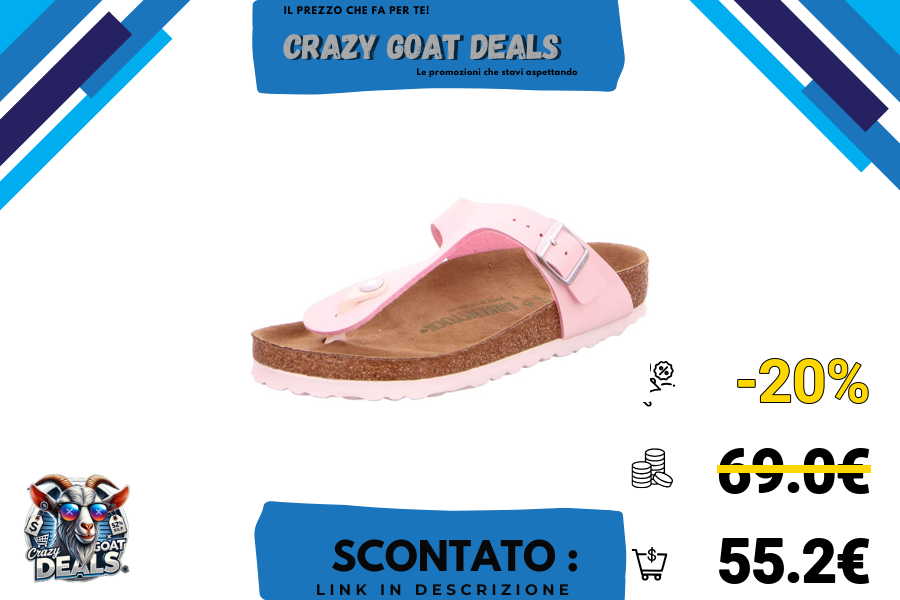 IL PREZZO CHE FA PER TE!
CRAZY GOAT DEALS
Le promozioni che stavi aspettando
BIRKENSTOCK
-20%
69.0€
SCONTATO :
55.2€
LINK IN DESCRIZIONE
Crazy
GOAT
DEALS
$